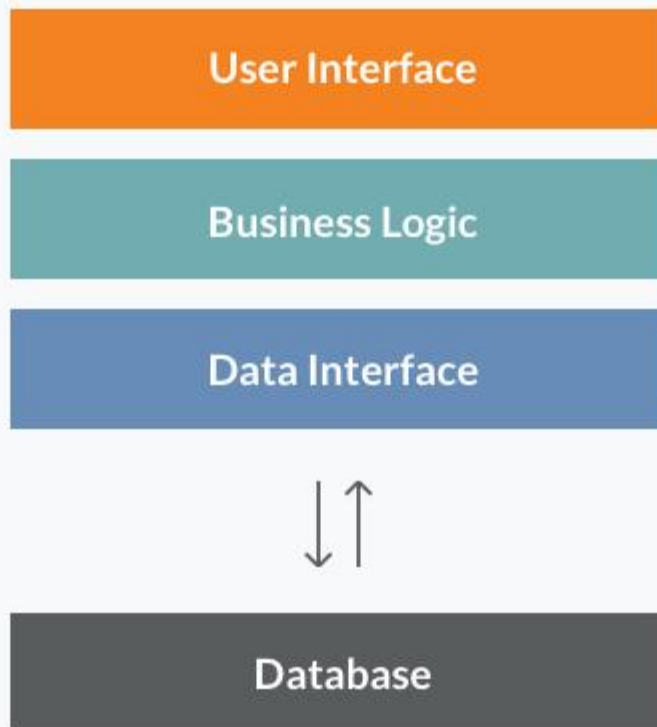 User Interface
Business Logic
Data Interface
Database